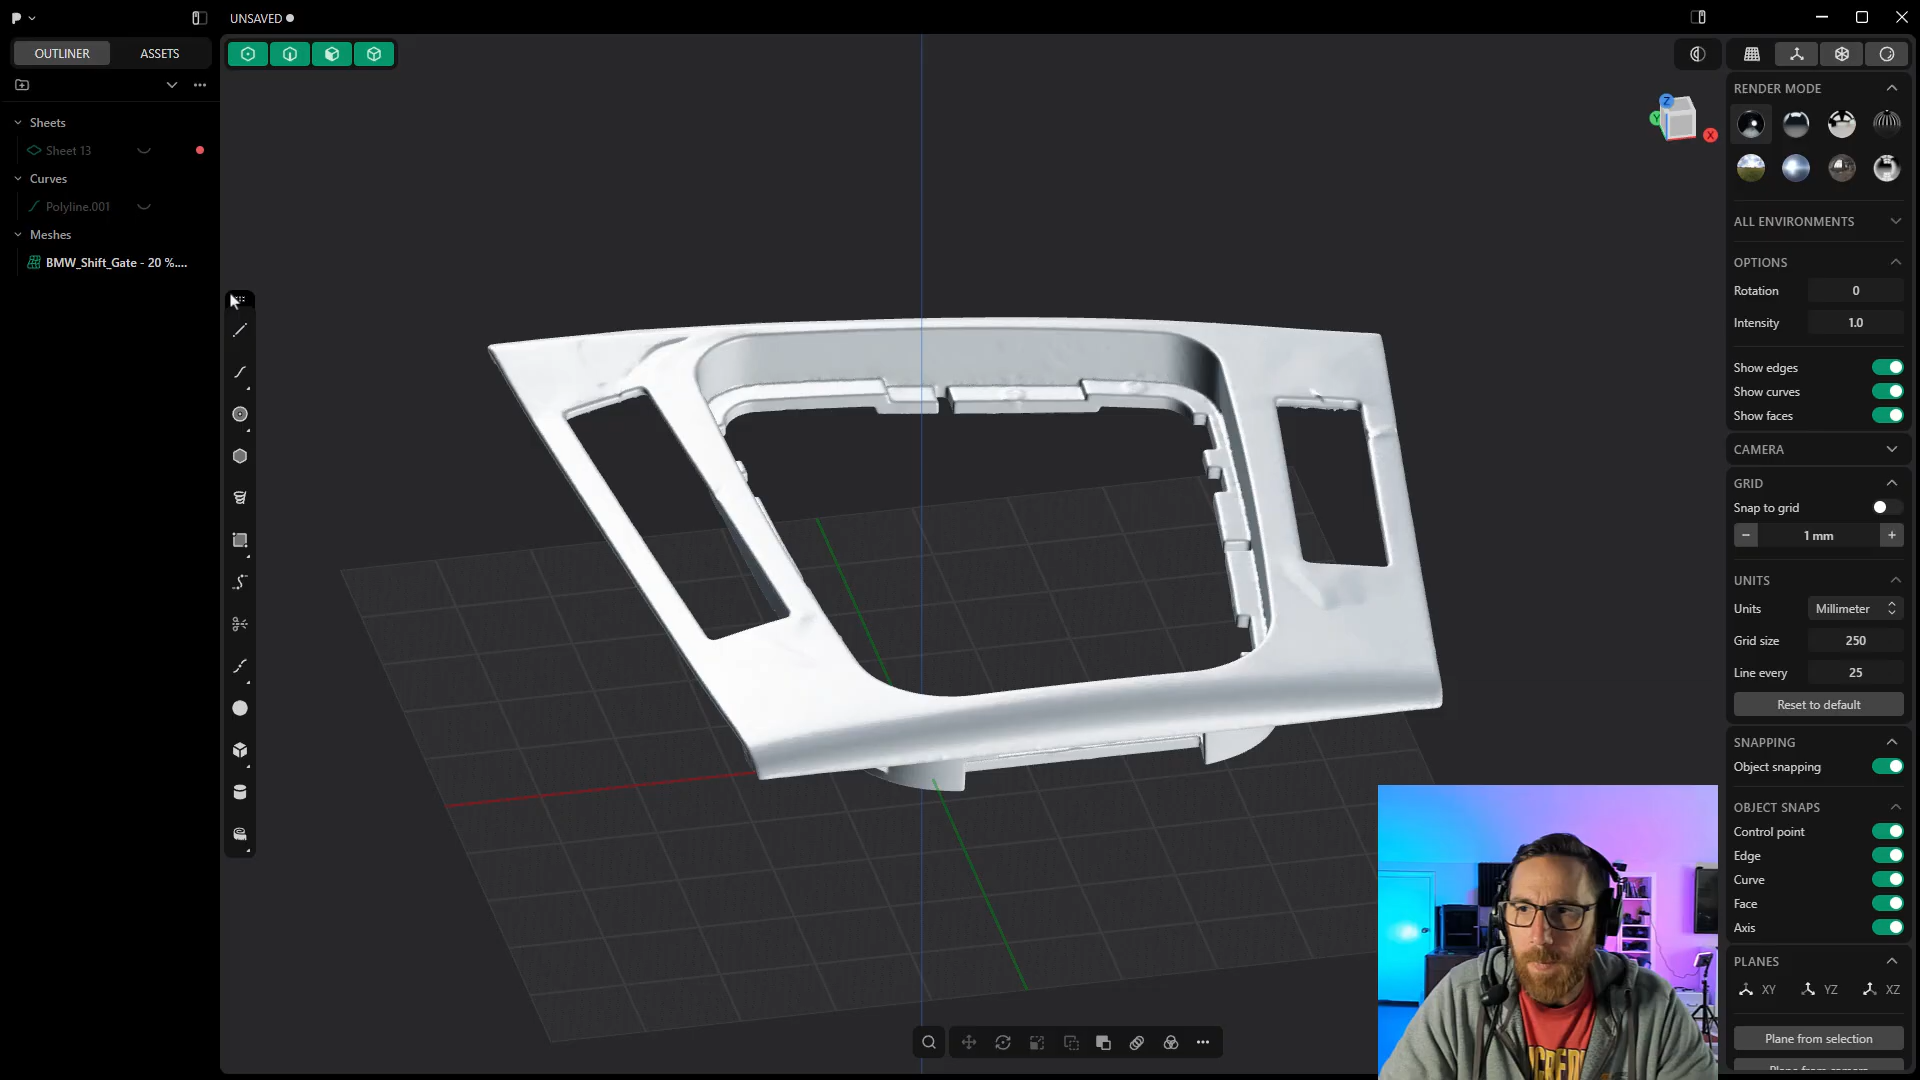 UNSAVED
OUTLINER
ASSETS
Sheets
Sheet 13
Curves
Polyline.001
Meshes
BMW_Shift_Gate - 20 %....
Z
Y
X
RENDER MODE
ALL ENVIRONMENTS
OPTIONS
Rotation 0
Intensity 1.0
Show edges
Show curves
Show faces
CAMERA
GRID
Snap to grid
− 1 mm +
UNITS
Units Millimeter
Grid size 250
Line every 25
Reset to default
SNAPPING
Object snapping
OBJECT SNAPS
Control point
Edge
Curve
Face
Axis
PLANES
XY YZ XZ
Plane from selection
Plane from camera